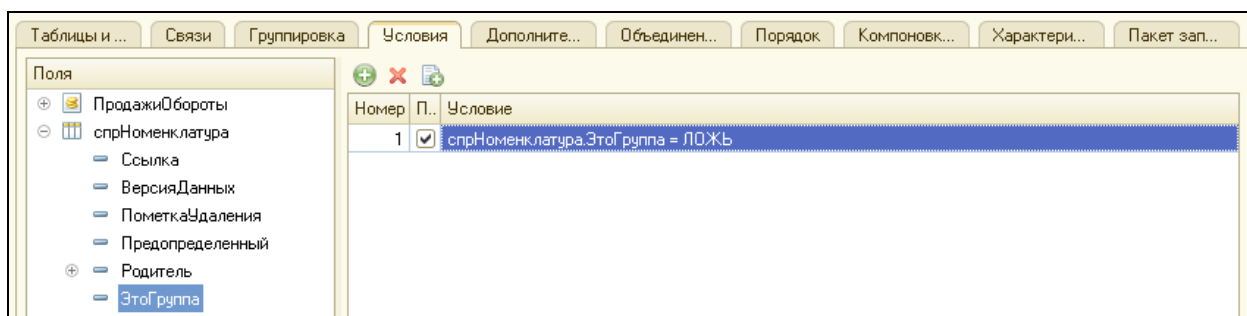 Таблицы и ... Связи Группировка Условия Дополните... Объединен... Порядок Компоновк... Характери... Пакет зап...
Поля
ПродажиОбороты
Номер П.. Условие
спрНоменклатура
1 спрНоменклатура.ЭтоГруппа = ЛОЖЬ
Ссылка
ВерсияДанных
ПометкаУдаления
Предопределенный
Родитель
ЭтоГруппа